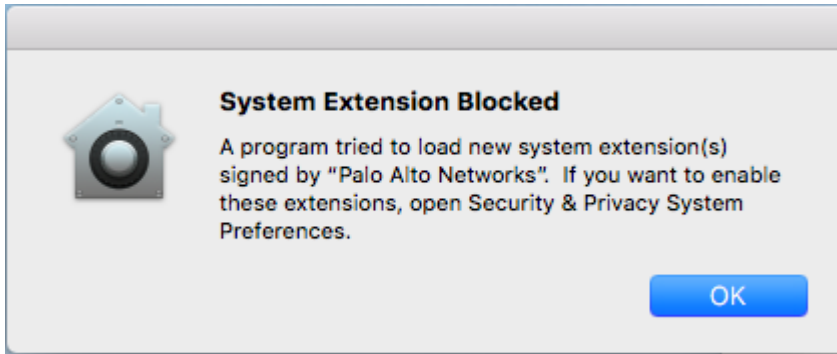 System Extension Blocked
A program tried to load new system extension(s)
signed by “Palo Alto Networks”.  If you want to enable
these extensions, open Security & Privacy System
Preferences.
OK